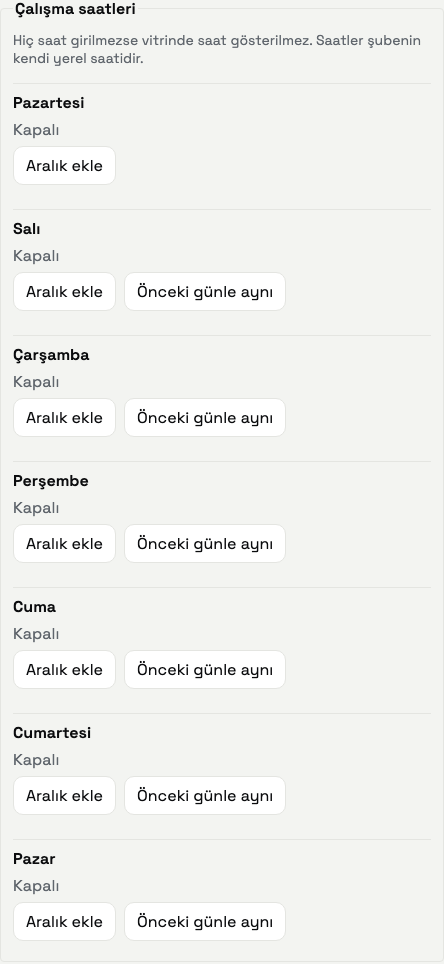 Çalışma saatleri
Hiç saat girilmezse vitrinde saat gösterilmez. Saatler şubenin
kendi yerel saatidir.
Pazartesi
Kapalı
Aralık ekle
Salı
Kapalı
Aralık ekle Önceki günle aynı
Çarşamba
Kapalı
Aralık ekle Önceki günle aynı
Perşembe
Kapalı
Aralık ekle Önceki günle aynı
Cuma
Kapalı
Aralık ekle Önceki günle aynı
Cumartesi
Kapalı
Aralık ekle Önceki günle aynı
Pazar
Kapalı
Aralık ekle Önceki günle aynı